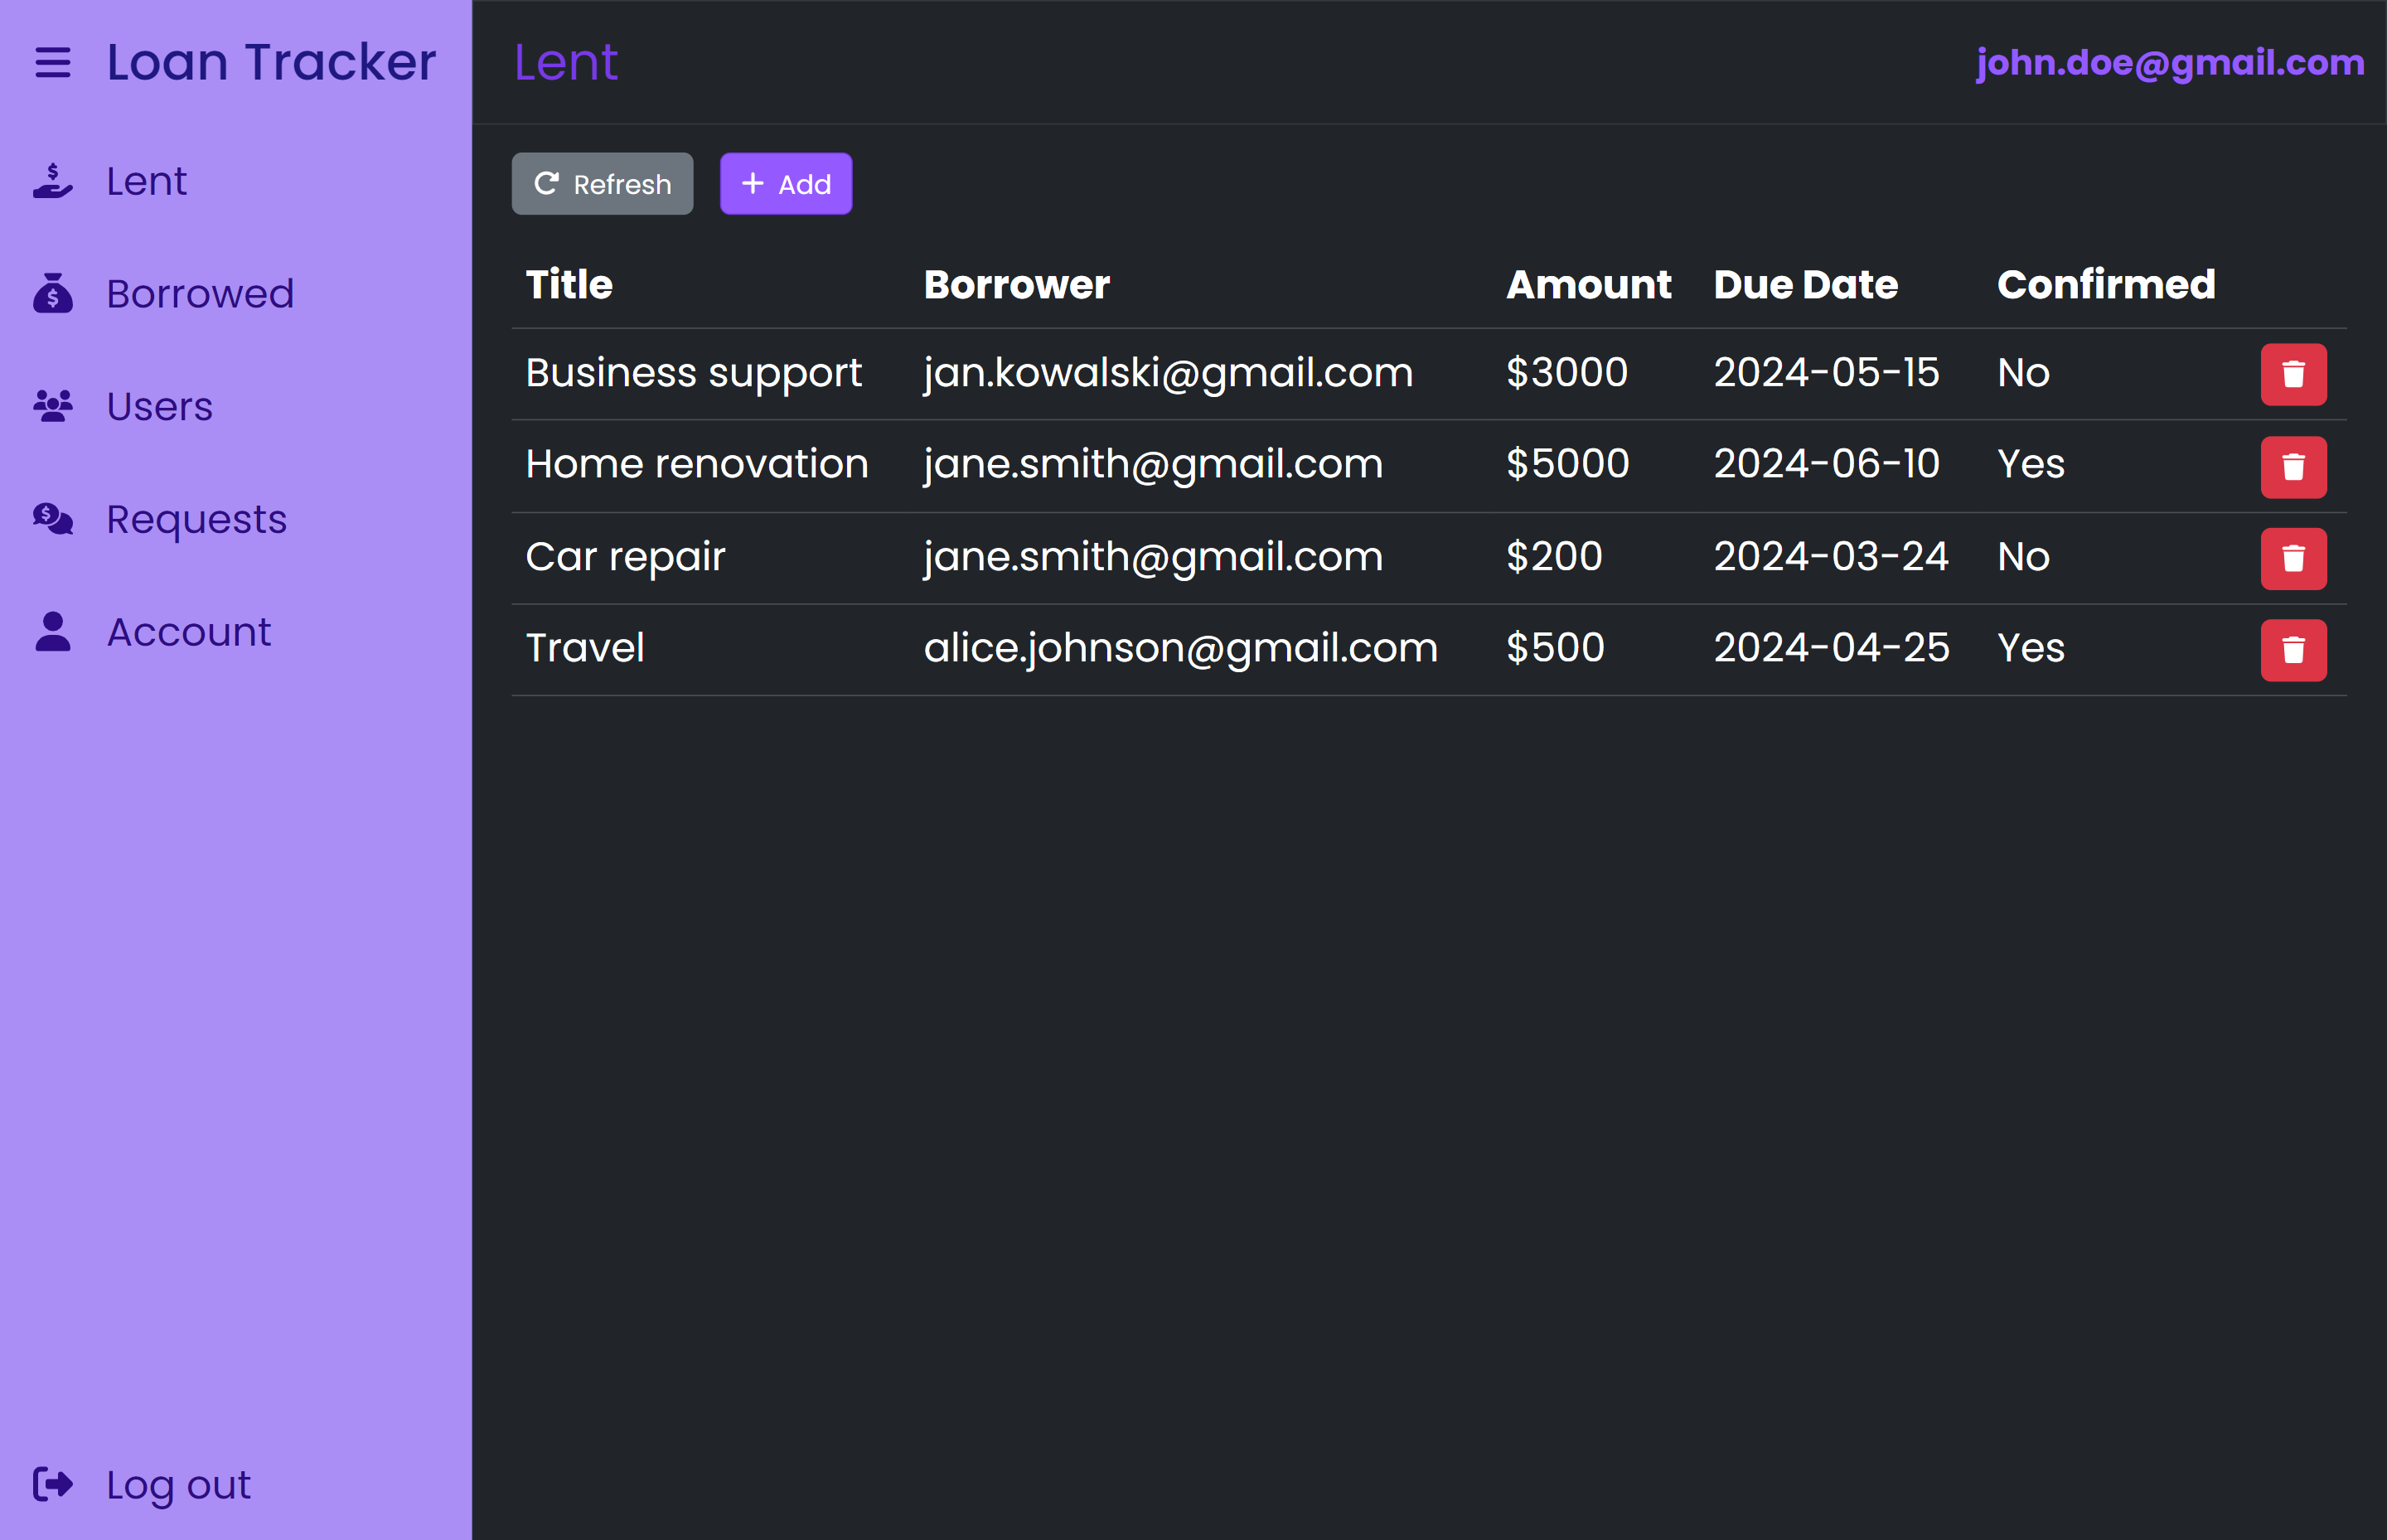 Loan Tracker
Lent
Borrowed
Users
Requests
Account
Log out
Lent
john.doe@gmail.com
Refresh Add
Title Borrower Amount Due Date Confirmed
Business support jan.kowalski@gmail.com $3000 2024-05-15 No
Home renovation jane.smith@gmail.com $5000 2024-06-10 Yes
Car repair jane.smith@gmail.com $200 2024-03-24 No
Travel alice.johnson@gmail.com $500 2024-04-25 Yes